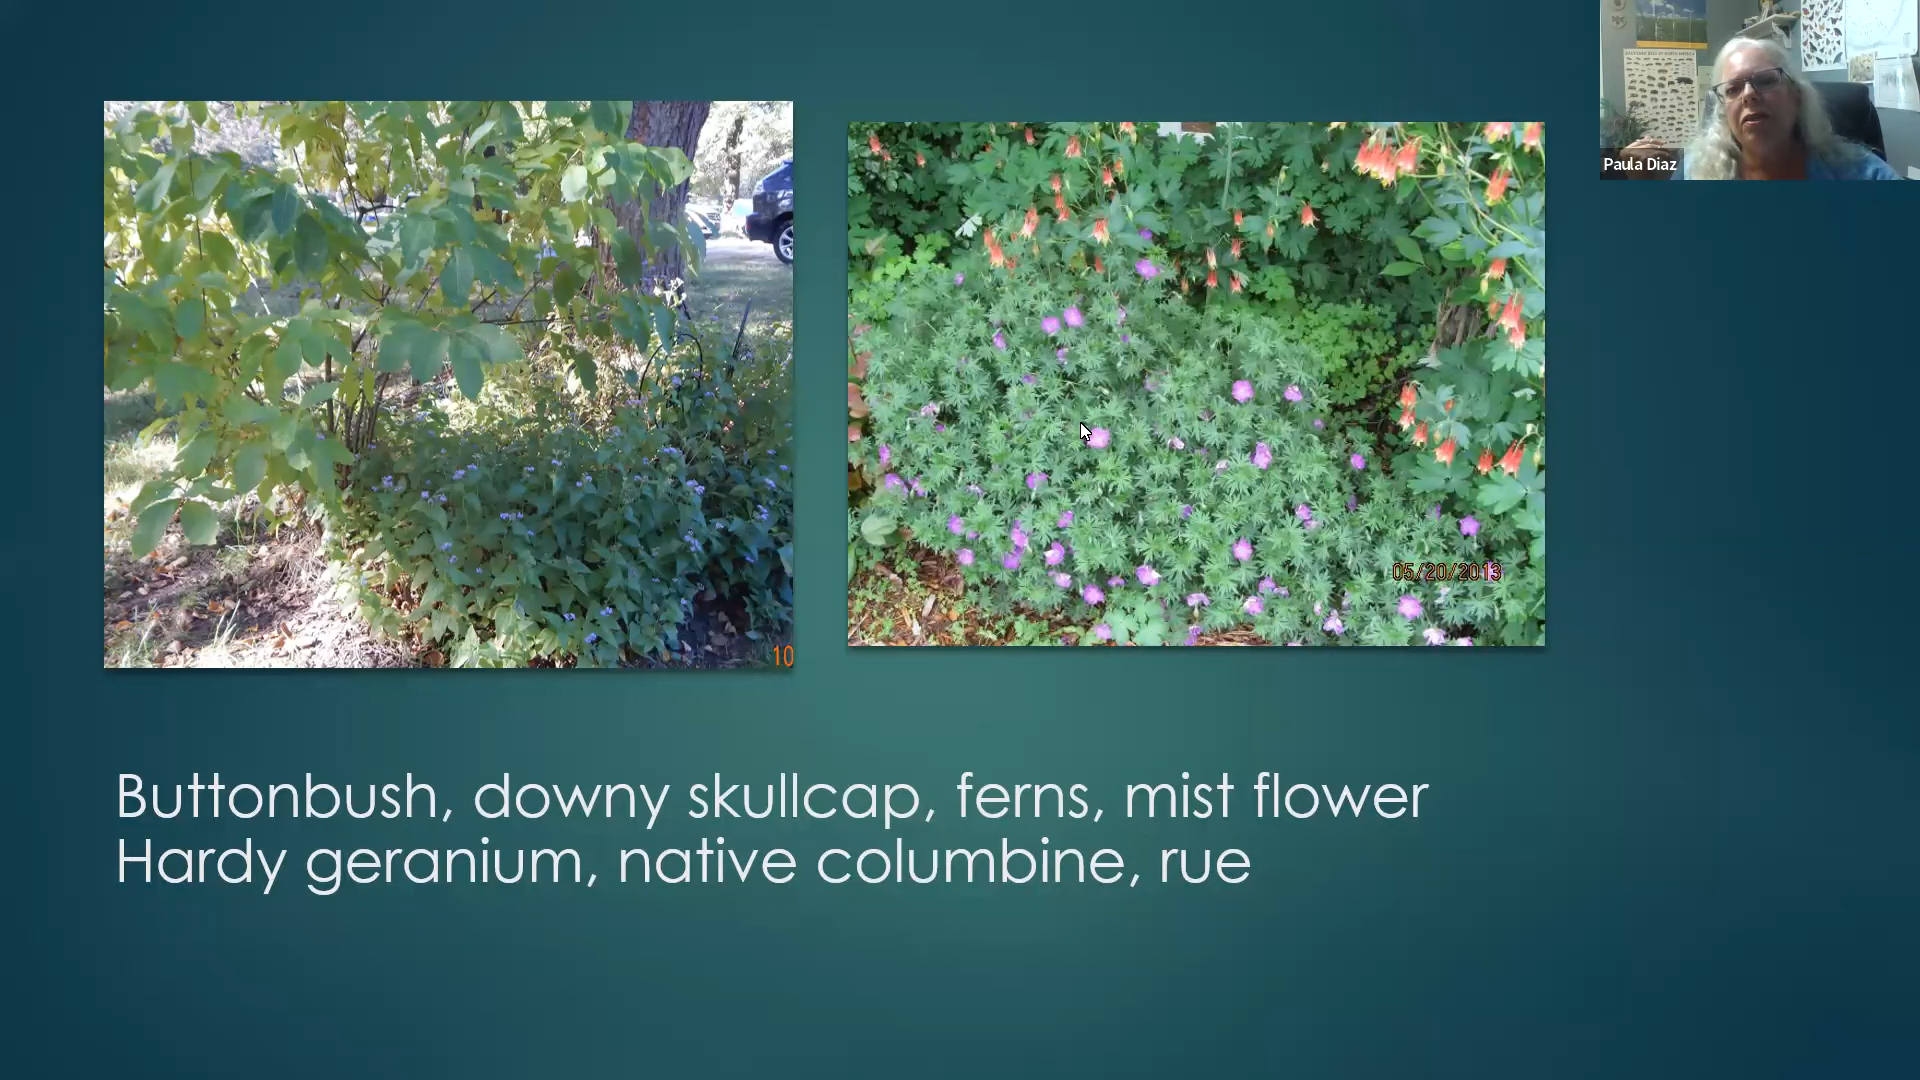 Paula Diaz
05/20/2013
10
Buttonbush, downy skullcap, ferns, mist flower
Hardy geranium, native columbine, rue